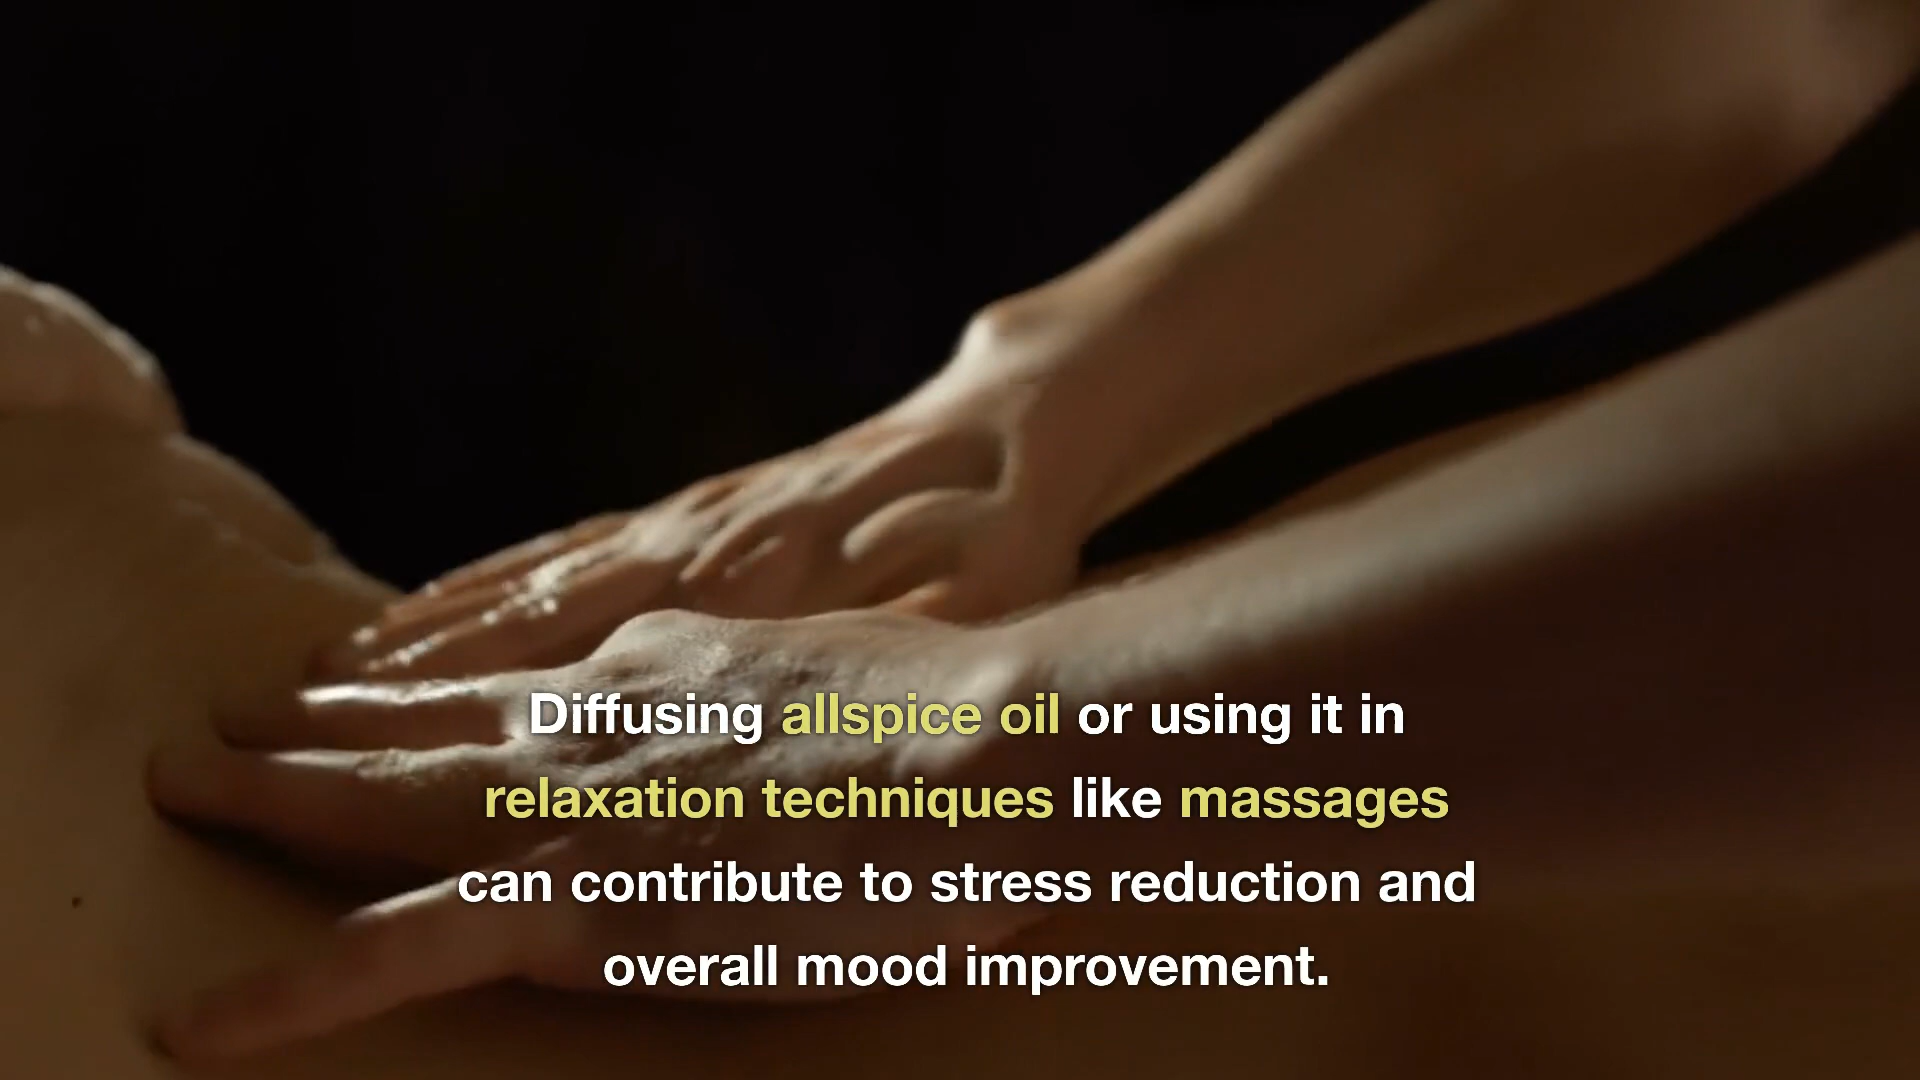 Diffusing allspice oil or using it in
relaxation techniques like massages
can contribute to stress reduction and
overall mood improvement.